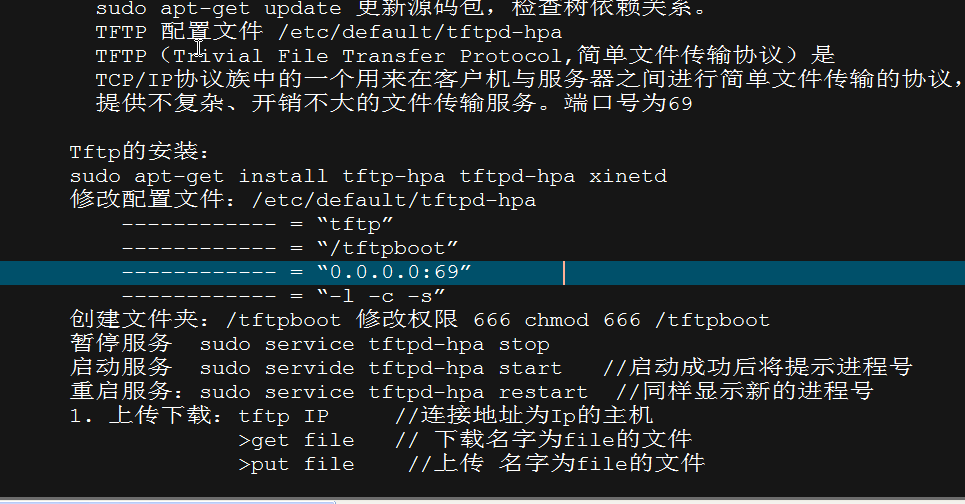 sudo apt-get update 更新源码包，检查树依赖关系。
TFTP 配置文件 /etc/default/tftpd-hpa
TFTP（Trivial File Transfer Protocol,简单文件传输协议）是
TCP/IP协议族中的一个用来在客户机与服务器之间进行简单文件传输的协议，
提供不复杂、开销不大的文件传输服务。端口号为69
Tftp的安装：
sudo apt-get install tftp-hpa tftpd-hpa xinetd
修改配置文件：/etc/default/tftpd-hpa
------------ = “tftp”
------------ = “/tftpboot”
------------ = “0.0.0.0:69”
------------ = “-l -c -s”
创建文件夹：/tftpboot 修改权限 666 chmod 666 /tftpboot
暂停服务 sudo service tftpd-hpa stop
启动服务 sudo servide tftpd-hpa start //启动成功后将提示进程号
重启服务：sudo service tftpd-hpa restart //同样显示新的进程号
1. 上传下载：tftp IP //连接地址为Ip的主机
>get file // 下载名字为file的文件
>put file //上传 名字为file的文件